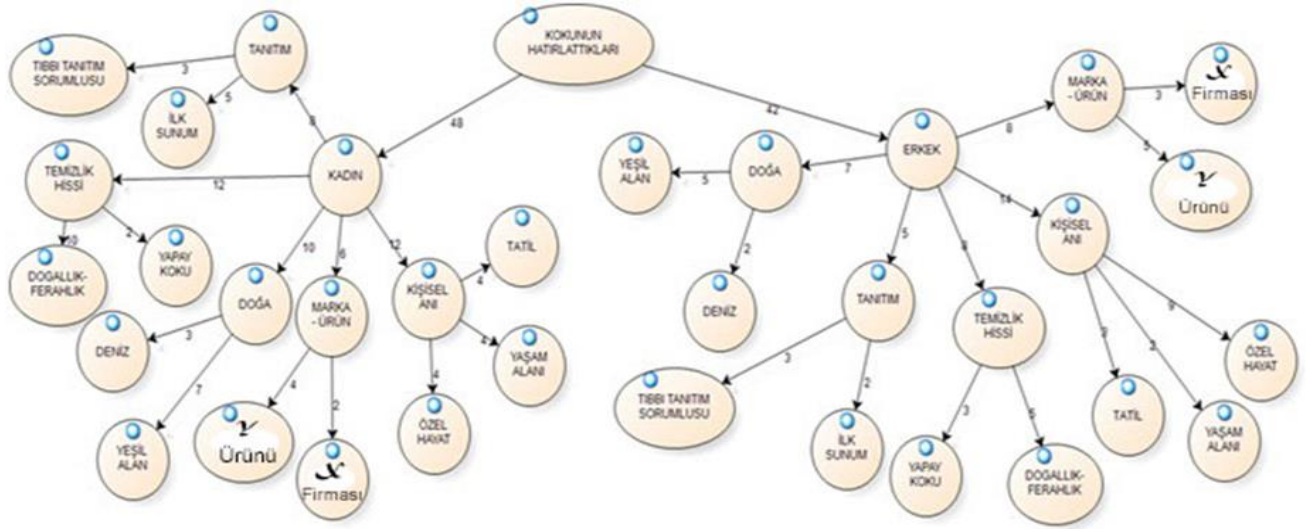 KOKUNUN
HATIRLATTIKLARI
48
42
KADIN
8
TANITIM
3
TIBBI TANITIM
SORUMLUSU
5
İLK
SUNUM
12
TEMİZLİK
HİSSİ
10
DOGALLIK-
FERAHLIK
2
YAPAY
KOKU
10
DOĞA
3
DENİZ
7
YEŞİL
ALAN
6
MARKA
- ÜRÜN
4
Y
Ürünü
2
X
Firması
12
KİŞİSEL
ANI
4
TATİL
4
YAŞAM
ALANI
4
ÖZEL
HAYAT
ERKEK
8
MARKA
- ÜRÜN
3
X
Firması
5
Y
Ürünü
7
DOĞA
5
YEŞİL
ALAN
2
DENİZ
5
TANITIM
3
TIBBI TANITIM
SORUMLUSU
2
İLK
SUNUM
TEMİZLİK
HİSSİ
3
YAPAY
KOKU
5
DOGALLIK-
FERAHLIK
14
KİŞİSEL
ANI
TATİL
YAŞAM
ALANI
9
ÖZEL
HAYAT